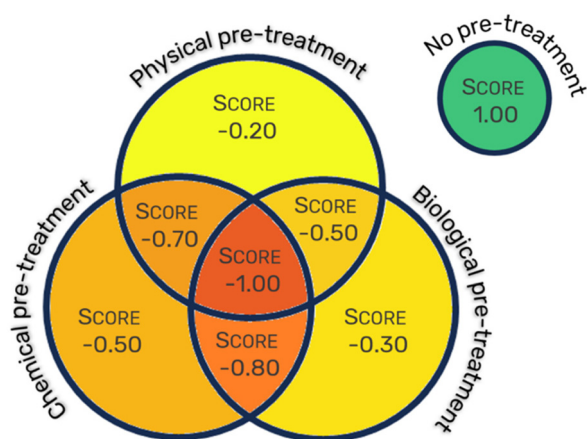 Physical pre-treatment
No pre-treatment
SCORE
-0.20
SCORE
1.00
Chemical pre-treatment
Biological pre-treatment
SCORE
-0.70
SCORE
-0.50
SCORE
-1.00
SCORE
-0.50
SCORE
-0.80
SCORE
-0.30